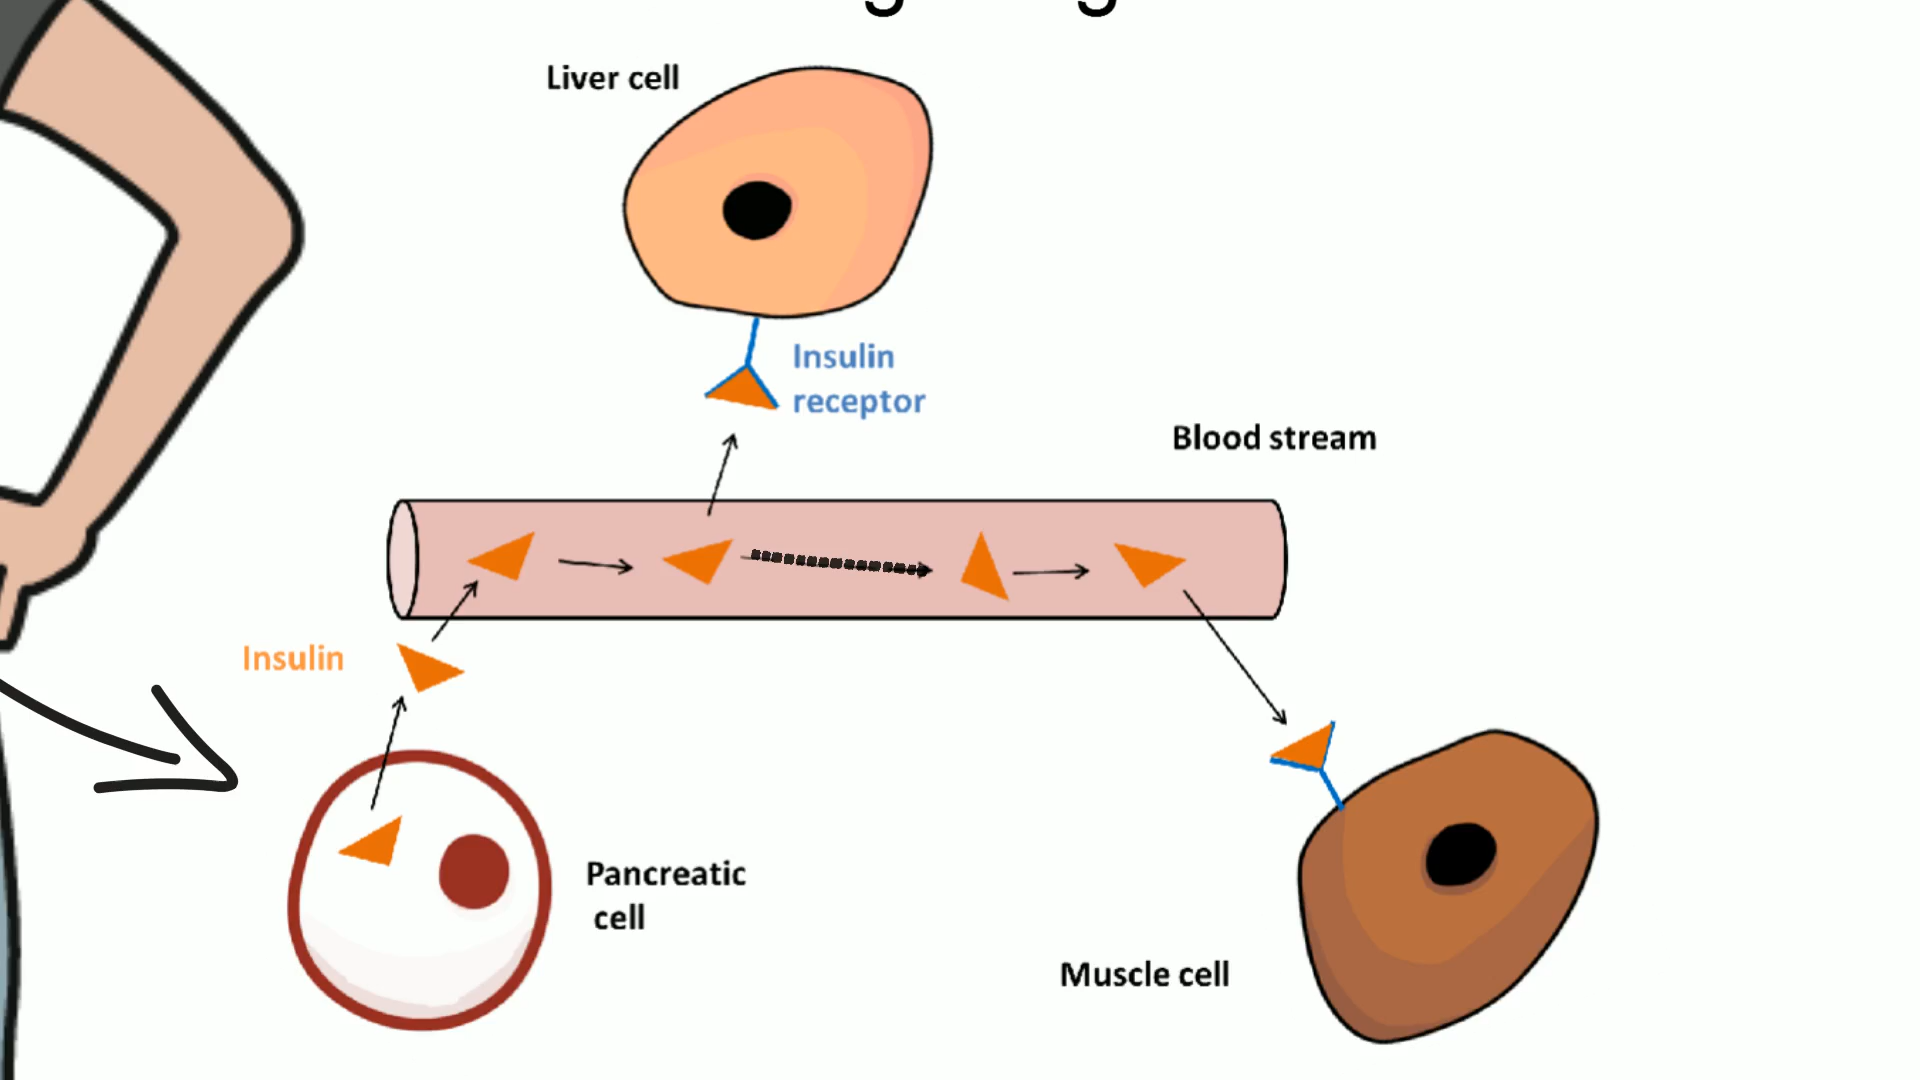 Liver cell
Insulin
receptor
Blood stream
Insulin
Pancreatic
cell
Muscle cell